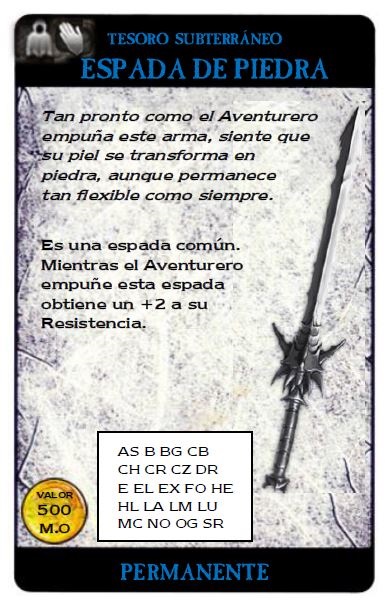 TESORO SUBTERRÁNEO
ESPADA DE PIEDRA
Tan pronto como el Aventurero
empuña este arma, siente que
su piel se transforma en
piedra, aunque permanece
tan flexible como siempre.
Es una espada común.
Mientras el Aventurero
empuñe esta espada
obtiene un +2 a su
Resistencia.
AS B BG CB
CH CR CZ DR
E EL EX FO HE
HL LA LM LU
MC NO OG SR
VALOR
500
M.O
PERMANENTE